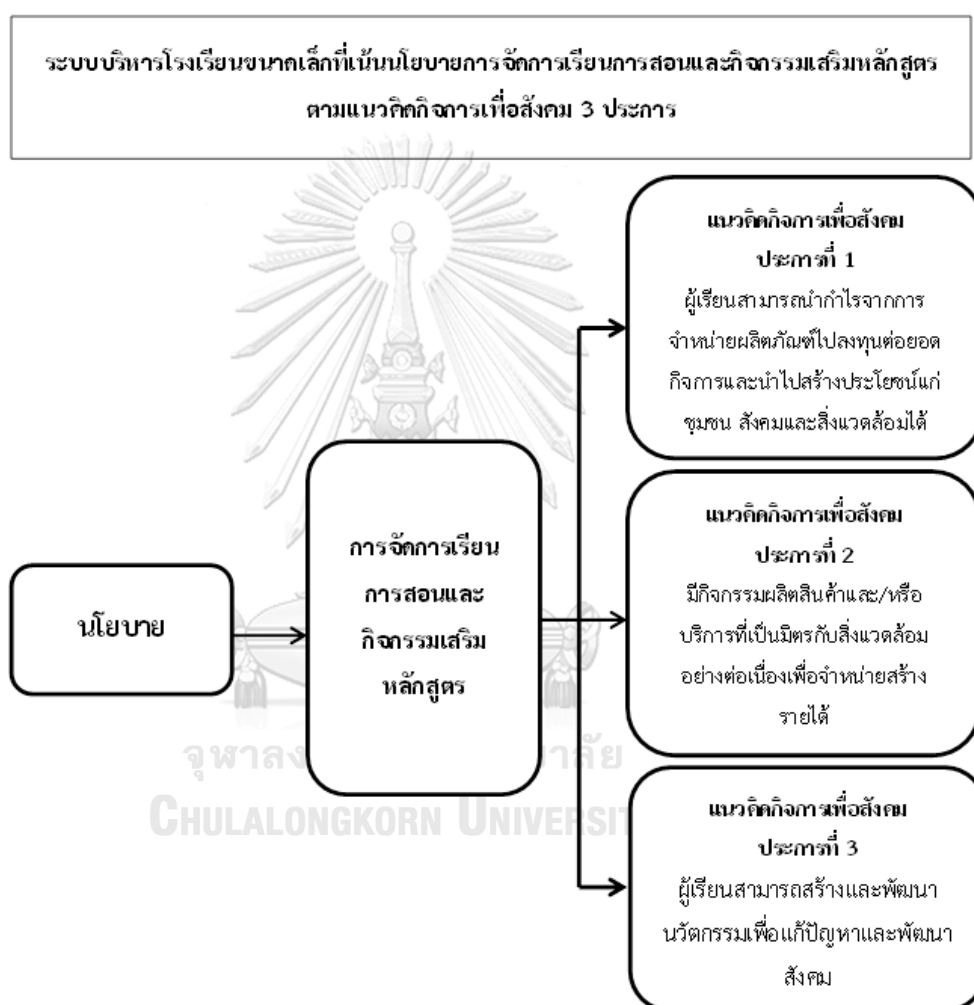 ระบบบริหารโรงเรียนขนาดเล็กที่เน้นนโยบายการจัดการเรียนการสอนและกิจกรรมเสริมหลักสูตร
ตามแนวคิดกิจการเพื่อสังคม 3 ประการ
นโยบาย
การจัดการเรียน
การสอนและ
กิจกรรมเสริม
หลักสูตร
แนวคิดกิจการเพื่อสังคม
ประการที่ 1
ผู้เรียนสามารถนำกำไรจากการ
จำหน่ายผลิตภัณฑ์ไปลงทุนต่อยอด
กิจการและนำไปสร้างประโยชน์แก่
ชุมชน สังคมและสิ่งแวดล้อมได้
แนวคิดกิจการเพื่อสังคม
ประการที่ 2
มีกิจกรรมผลิตสินค้าและ/หรือ
บริการที่เป็นมิตรกับสิ่งแวดล้อม
อย่างต่อเนื่องเพื่อจำหน่ายสร้าง
รายได้
แนวคิดกิจการเพื่อสังคม
ประการที่ 3
ผู้เรียนสามารถสร้างและพัฒนา
นวัตกรรมเพื่อแก้ปัญหาและพัฒนา
สังคม
CHULALONGKORN